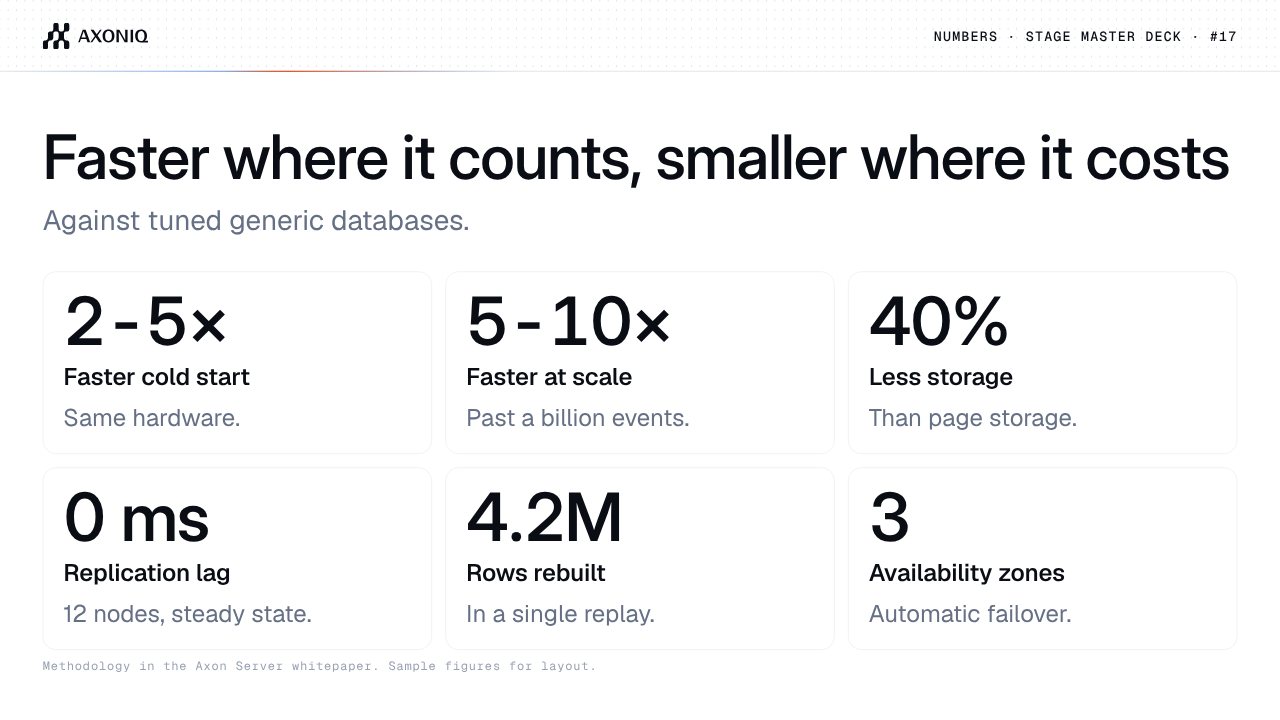 AXONIQ
NUMBERS · STAGE MASTER DECK · #17
Faster where it counts, smaller where it costs
Against tuned generic databases.
2-5×
Faster cold start
Same hardware.
5-10×
Faster at scale
Past a billion events.
40%
Less storage
Than page storage.
0 ms
Replication lag
12 nodes, steady state.
4.2M
Rows rebuilt
In a single replay.
3
Availability zones
Automatic failover.
Methodology in the Axon Server whitepaper. Sample figures for layout.